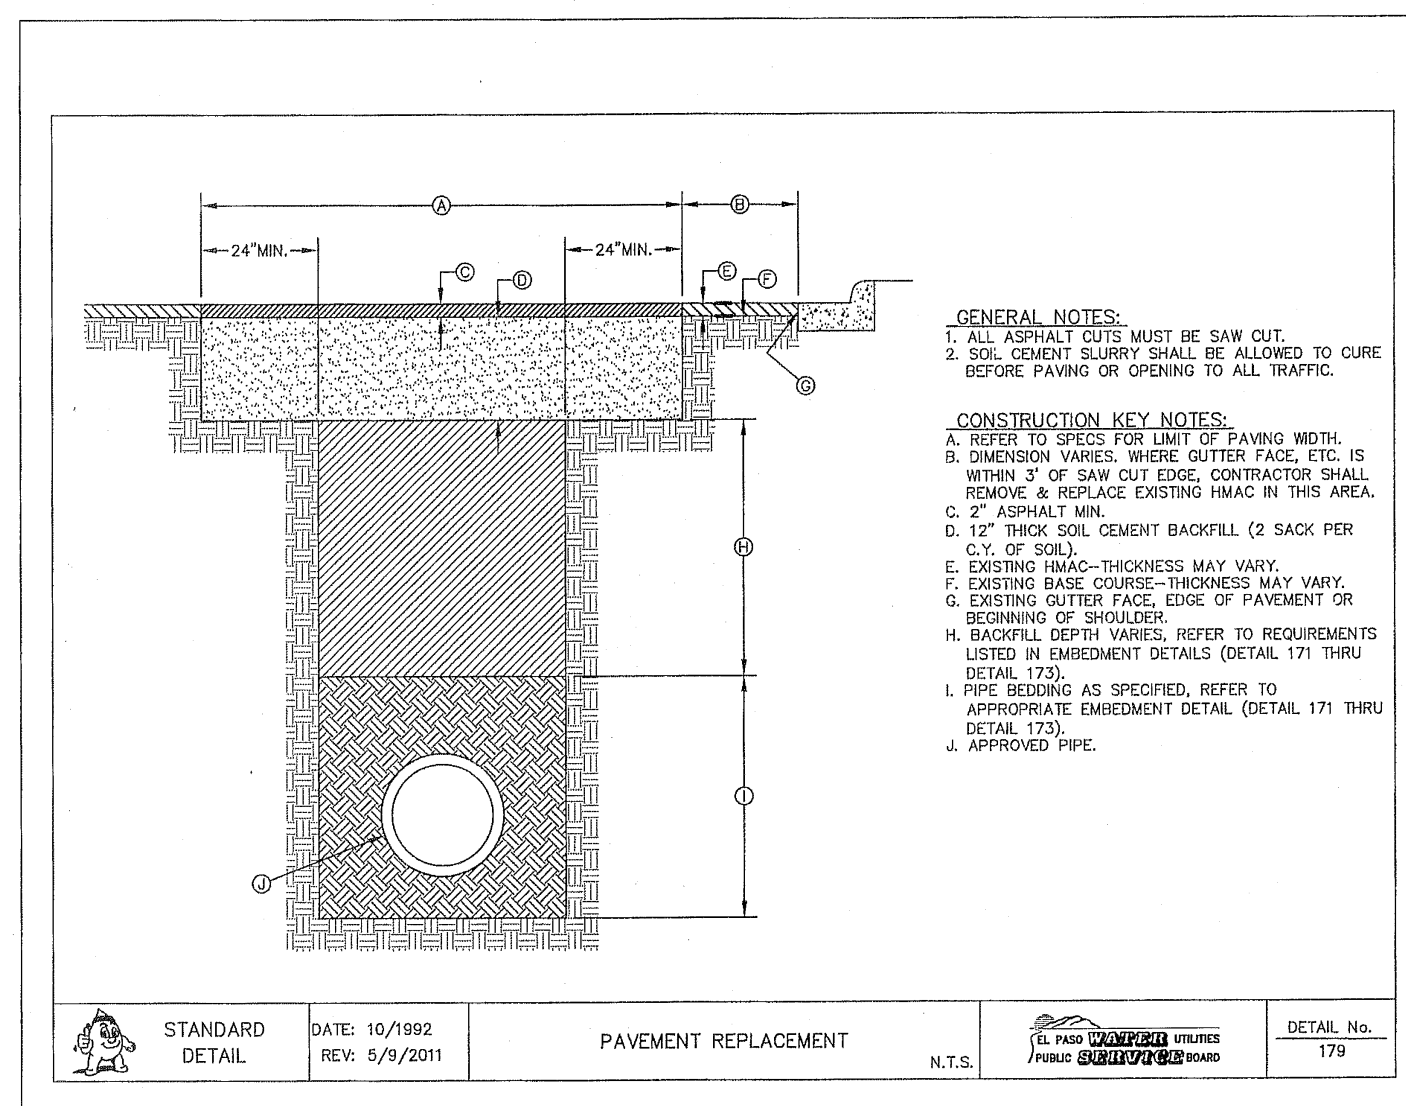 A
B
24"MIN.
24"MIN.
C
D
E
F
G
H
I
J
GENERAL NOTES:
1. ALL ASPHALT CUTS MUST BE SAW CUT.
2. SOIL CEMENT SLURRY SHALL BE ALLOWED TO CURE
BEFORE PAVING OR OPENING TO ALL TRAFFIC.
CONSTRUCTION KEY NOTES:
A. REFER TO SPECS FOR LIMIT OF PAVING WIDTH.
B. DIMENSION VARIES. WHERE GUTTER FACE, ETC. IS
WITHIN 3' OF SAW CUT EDGE, CONTRACTOR SHALL
REMOVE & REPLACE EXISTING HMAC IN THIS AREA.
C. 2" ASPHALT MIN.
D. 12" THICK SOIL CEMENT BACKFILL (2 SACK PER
C.Y. OF SOIL).
E. EXISTING HMAC--THICKNESS MAY VARY.
F. EXISTING BASE COURSE-THICKNESS MAY VARY.
G. EXISTING GUTTER FACE, EDGE OF PAVEMENT OR
BEGINNING OF SHOULDER.
H. BACKFILL DEPTH VARIES, REFER TO REQUIREMENTS
LISTED IN EMBEDMENT DETAILS (DETAIL 171 THRU
DETAIL 173).
I. PIPE BEDDING AS SPECIFIED, REFER TO
APPROPRIATE EMBEDMENT DETAIL (DETAIL 171 THRU
DETAIL 173).
J. APPROVED PIPE.
STANDARD
DETAIL
DATE: 10/1992
REV: 5/9/2011
PAVEMENT REPLACEMENT
N.T.S.
EL PASO WATER UTILITIES
PUBLIC SERVICE BOARD
DETAIL No.
179